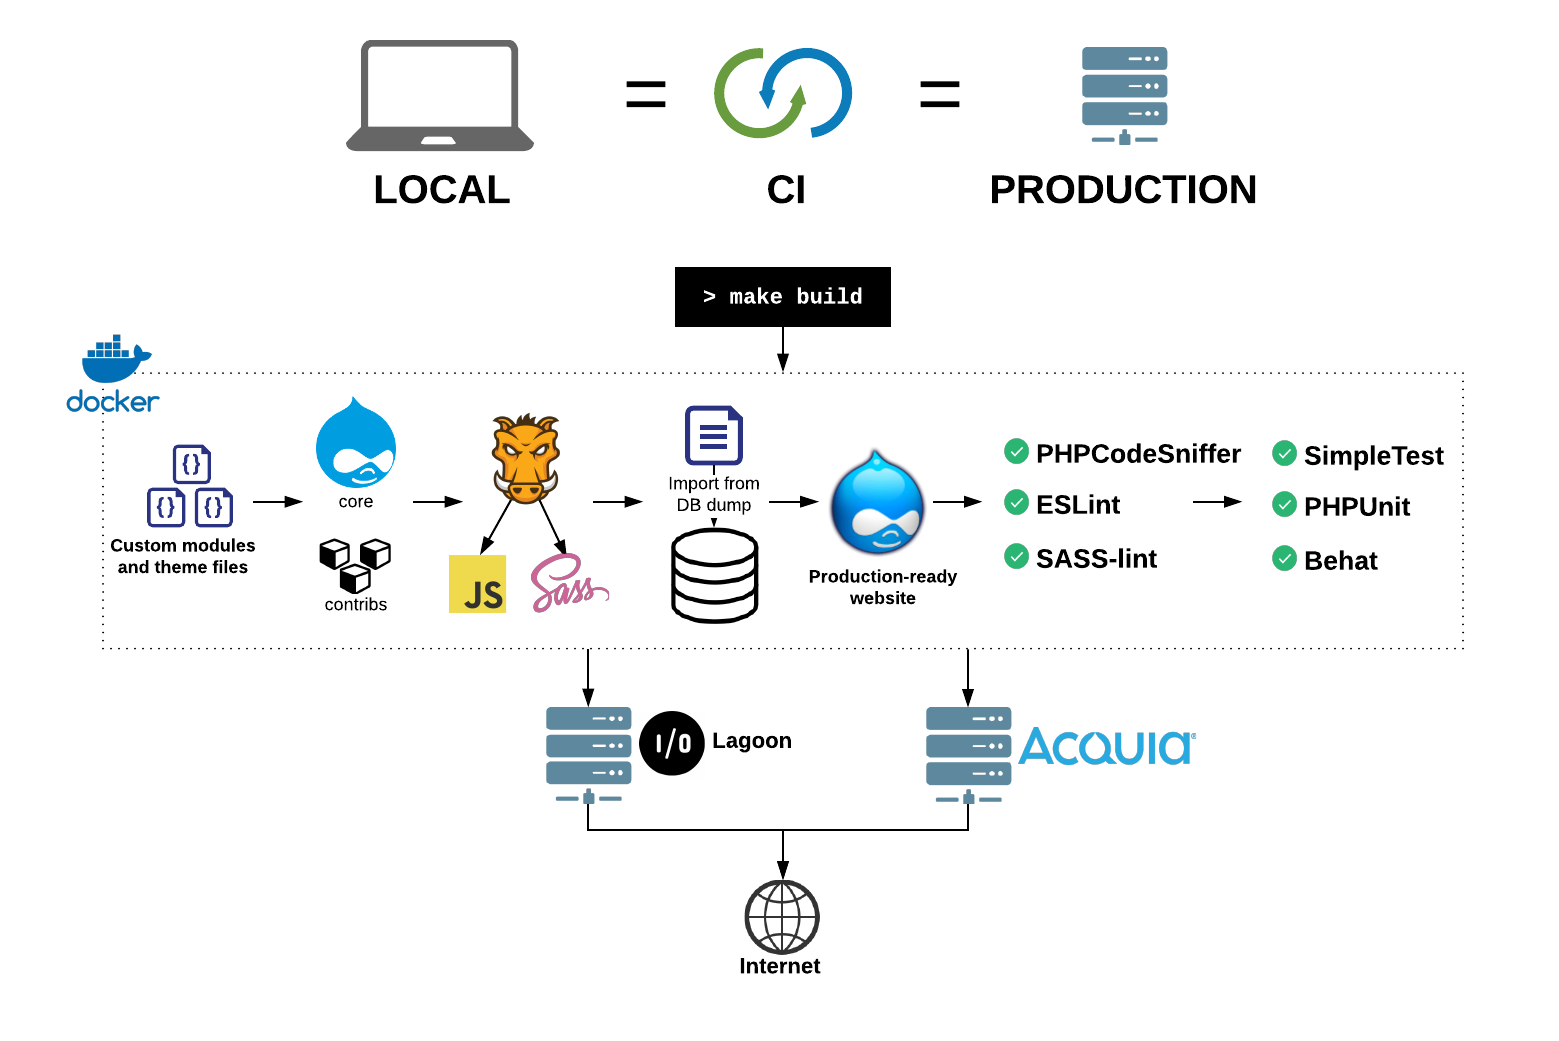 LOCAL
=
CI
=
PRODUCTION
> make build
docker
{}
{}
{}
Custom modules
and theme files
core
contribs
JS
Sass
Import from
DB dump
Production-ready
website
PHPCodeSniffer
ESLint
SASS-lint
SimpleTest
PHPUnit
Behat
I/O
Lagoon
ACQUIA®
Internet